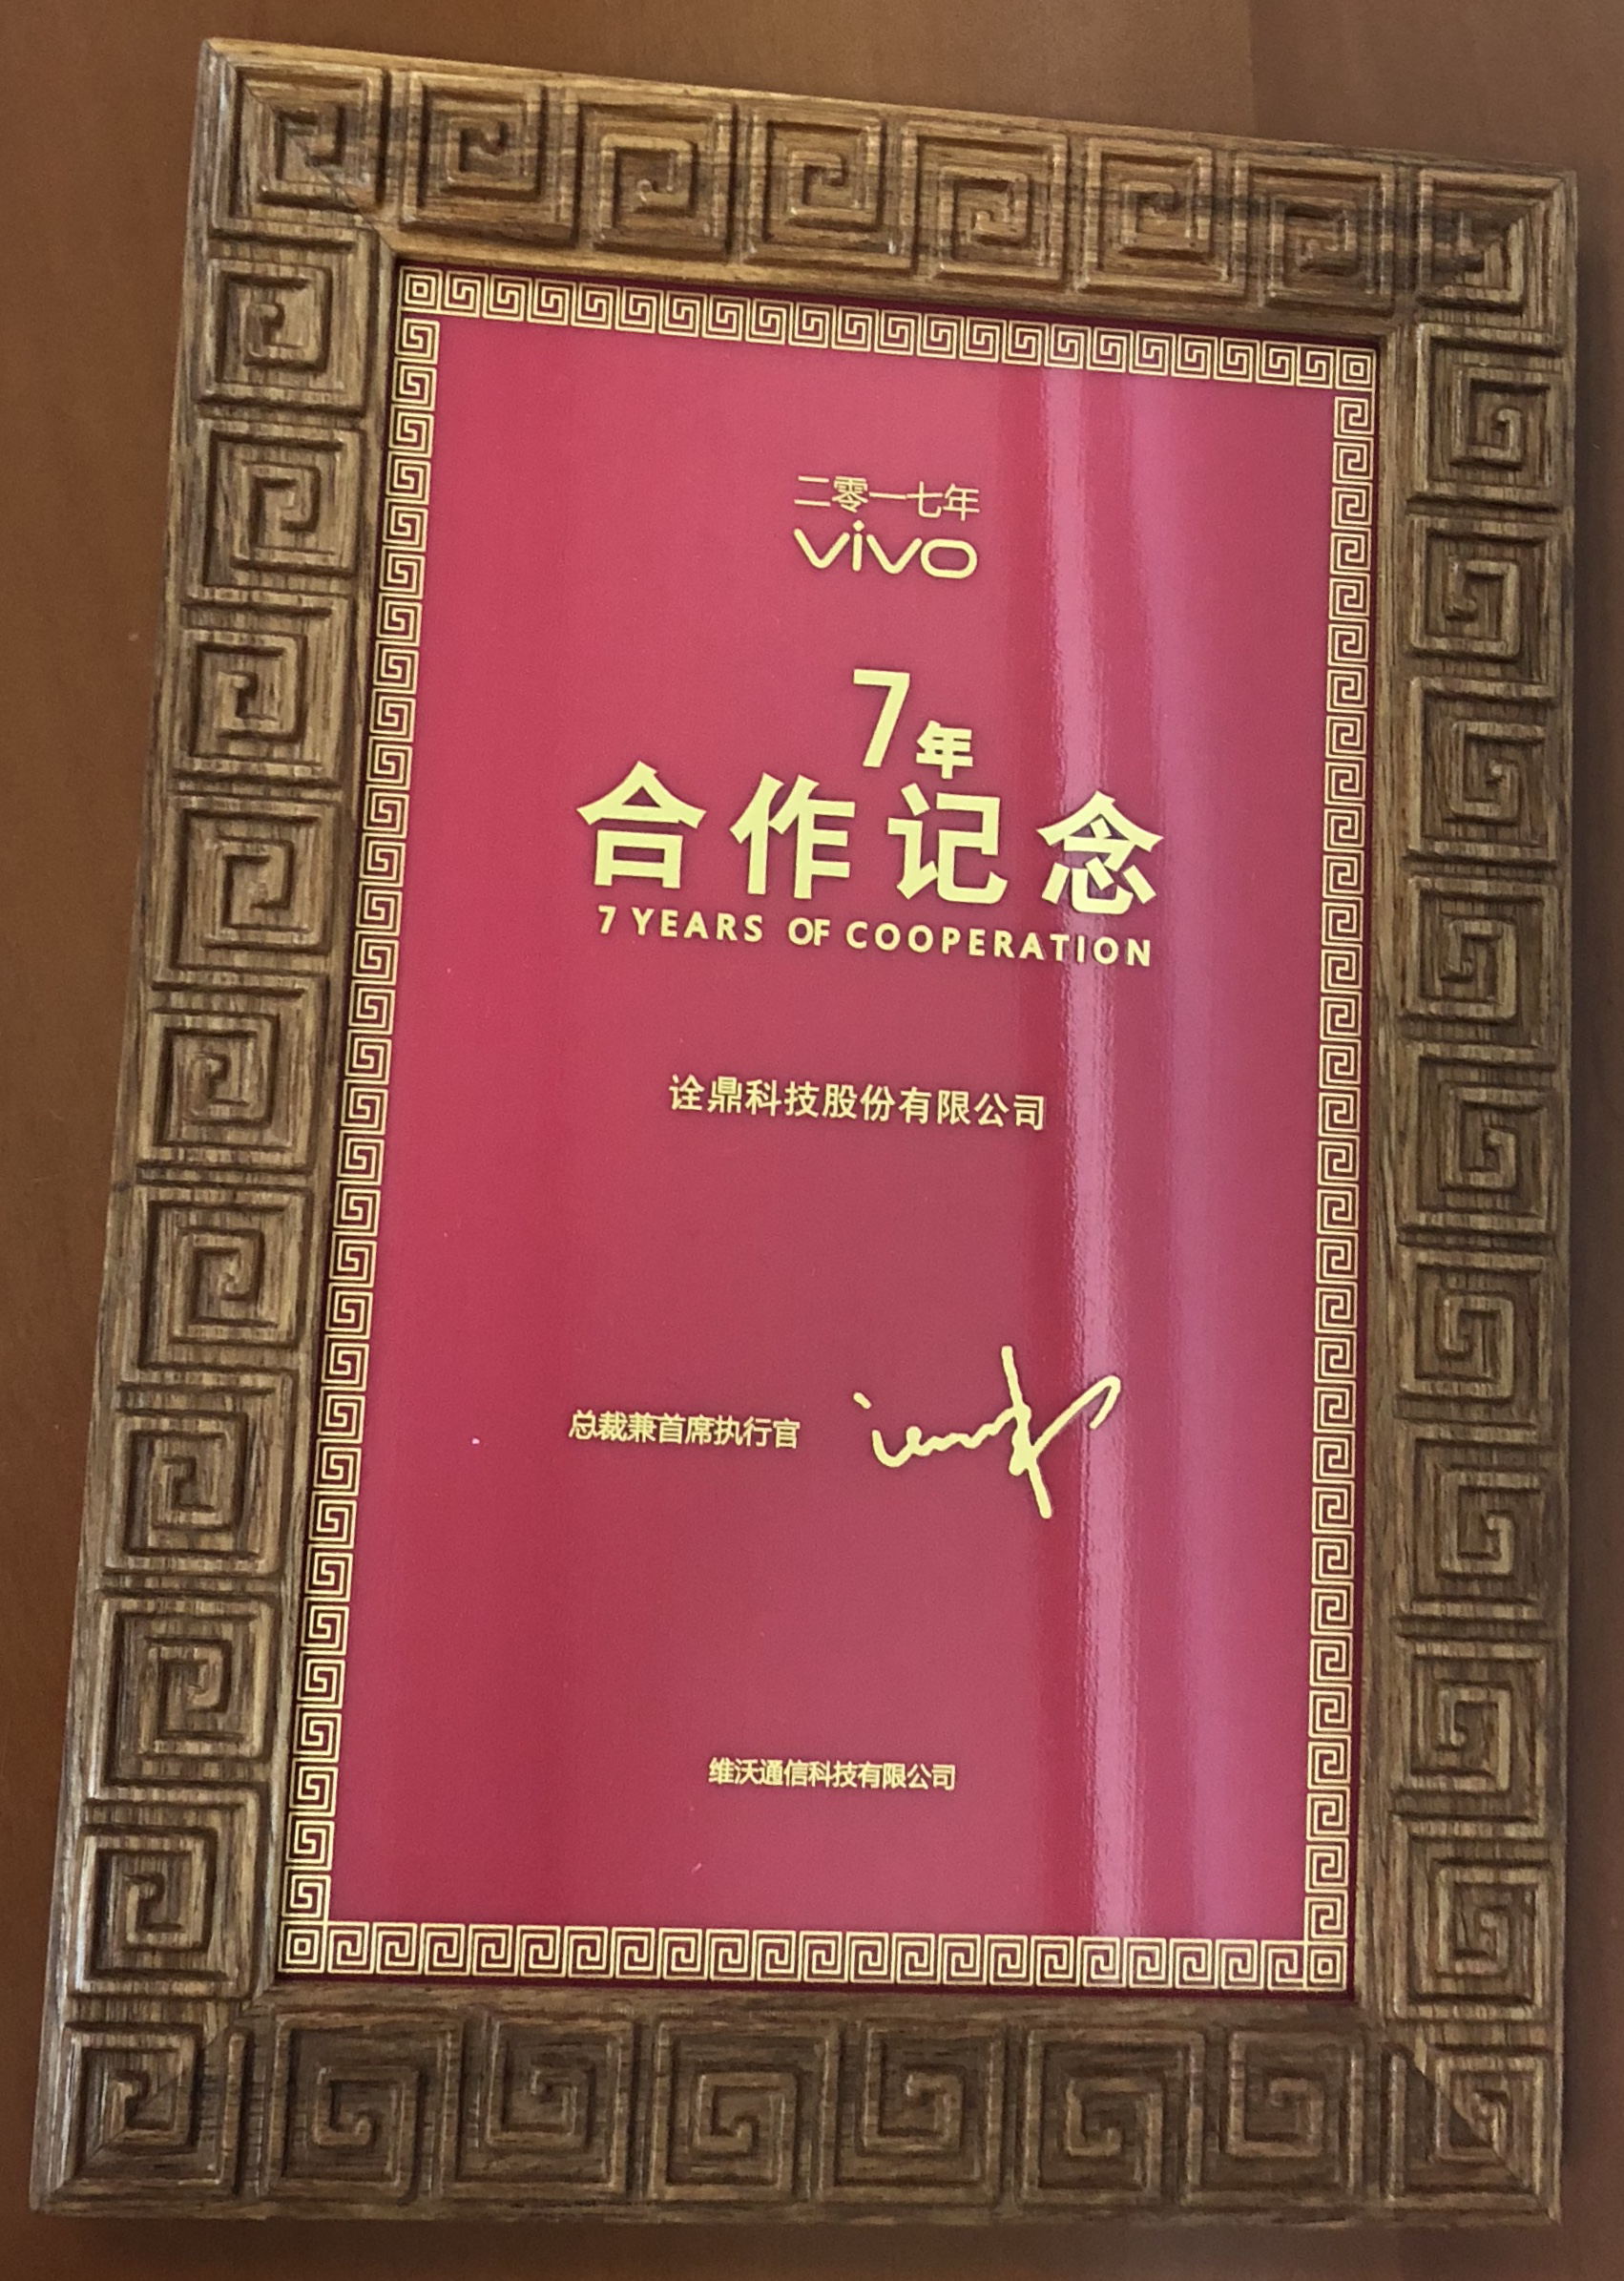 二零一七年
vivo
7年
合作记念
7 YEARS OF COOPERATION
诠鼎科技股份有限公司
总裁兼首席执行官
维沃通信科技有限公司